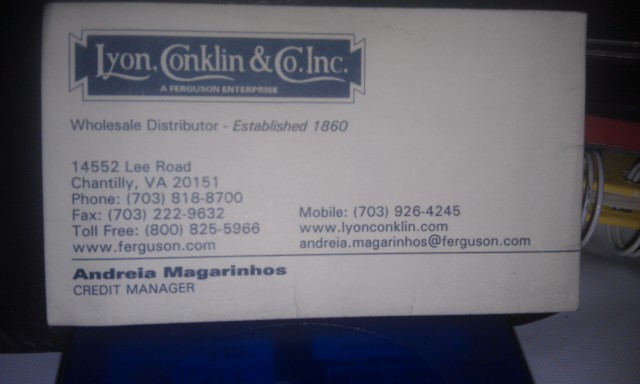 Lyon, Conklin & Co. Inc.
A FERGUSON ENTERPRISE
Wholesale Distributor - Established 1860
14552 Lee Road
Chantilly, VA 20151
Phone: (703) 818-8700
Fax: (703) 222-9632
Toll Free: (800) 825-5966
www.ferguson.com
Mobile: (703) 926-4245
www.lyonconklin.com
andreia.magarinhos@ferguson.com
Andreia Magarinhos
CREDIT MANAGER